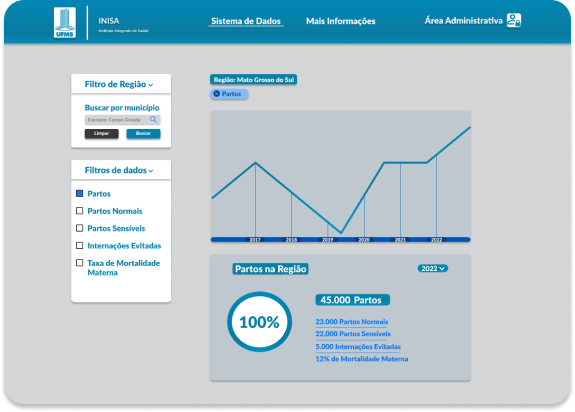 UFMS
INISA
Instituto Integrado de Saúde
Sistema de Dados
Mais Informações
Área Administrativa
Filtro de Região
Buscar por município
Exemplo: Campo Grande
Limpar
Buscar
Filtros de dados
Partos
Partos Normais
Partos Sensíveis
Internações Evitadas
Taxa de Mortalidade
Materna
Região: Mato Grosso do Sul
Partos
2017 2018 2019 2020 2021 2022
Partos na Região
2022
100%
45.000 Partos
23.000 Partos Normais
22.000 Partos Sensíveis
5.000 Internações Evitadas
12% de Mortalidade Materna